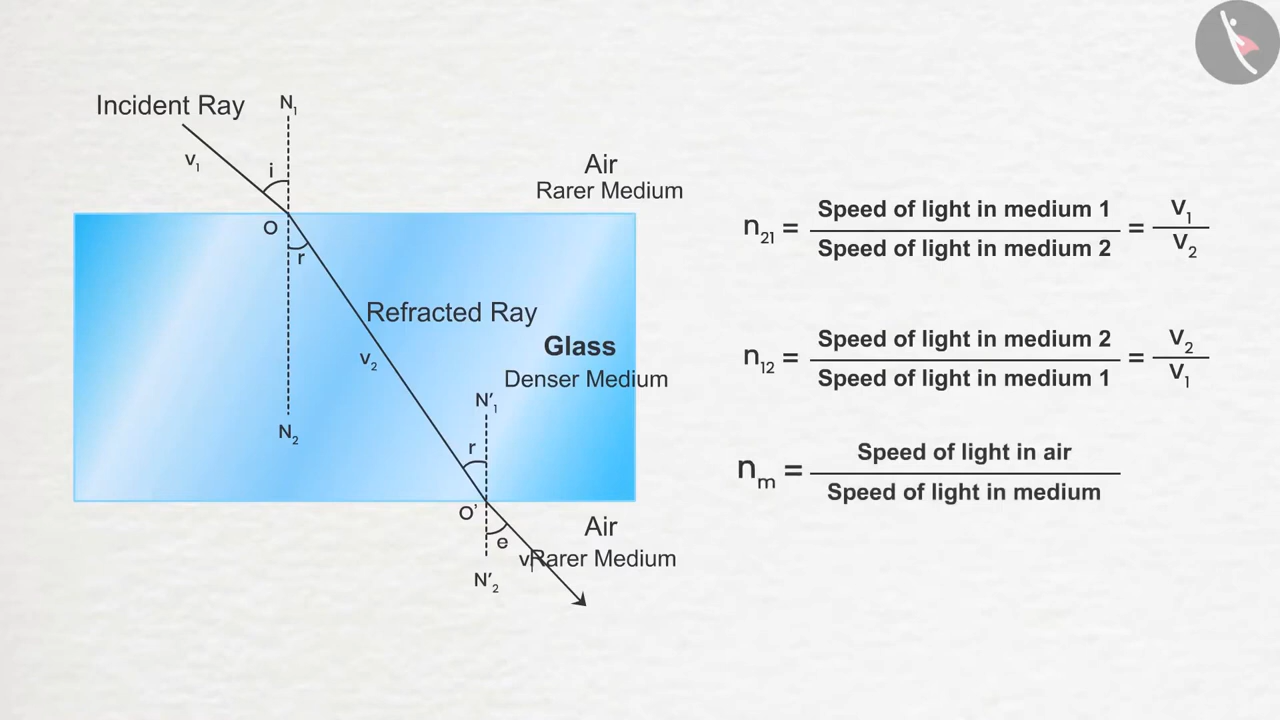 Incident Ray
N₁
v₁
i
Air
Rarer Medium
O
r
Refracted Ray
v₂
Glass
Denser Medium
N₂
N′₁
r
O'
e
Air
Rarer Medium
N′₂
n₂₁ = Speed of light in medium 1 / Speed of light in medium 2 = v₁ / v₂
n₁₂ = Speed of light in medium 2 / Speed of light in medium 1 = v₂ / v₁
nₘ = Speed of light in air / Speed of light in medium